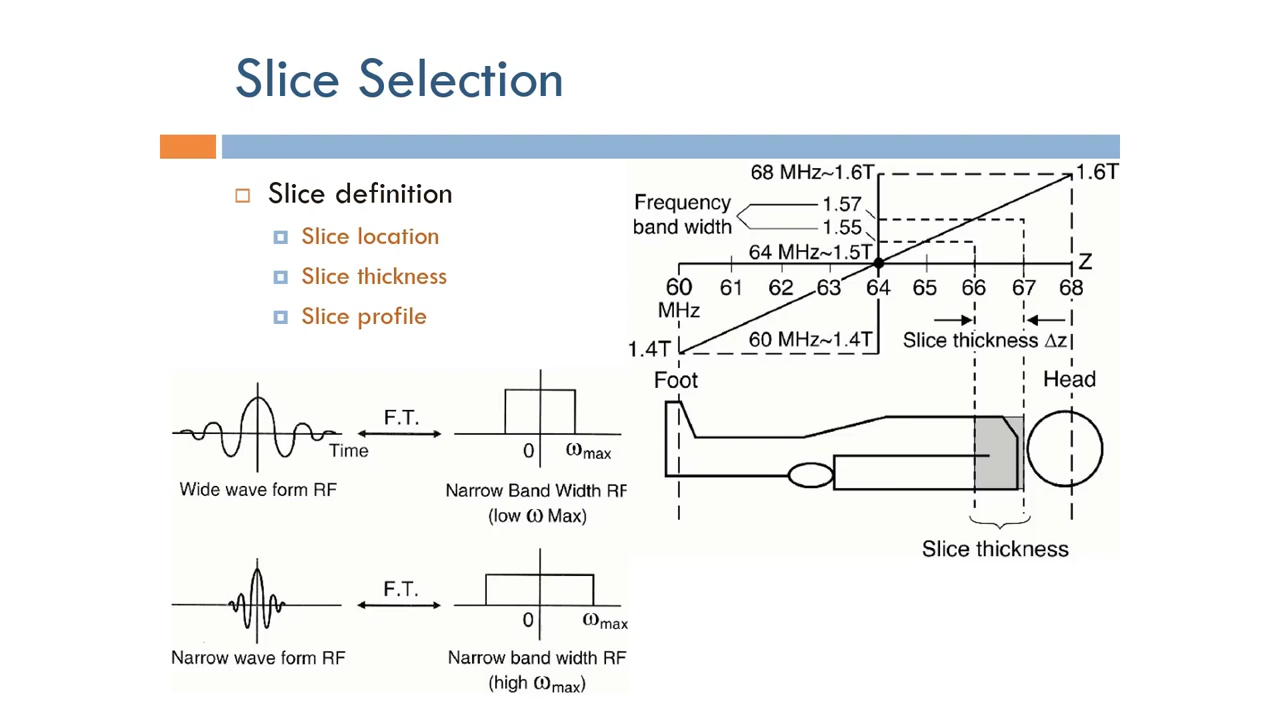 Slice Selection
Slice definition
Slice location
Slice thickness
Slice profile
68 MHz~1.6T
1.6T
Frequency
band width
1.57
1.55
64 MHz~1.5T
Z
60 61 62 63 64 65 66 67 68
MHz
60 MHz~1.4T
Slice thickness Δz
1.4T
Foot
Head
Slice thickness
F.T.
Time
0
ωmax
Wide wave form RF
Narrow Band Width RF
(low ω Max)
F.T.
0
ωmax
Narrow wave form RF
Narrow band width RF
(high ωmax)